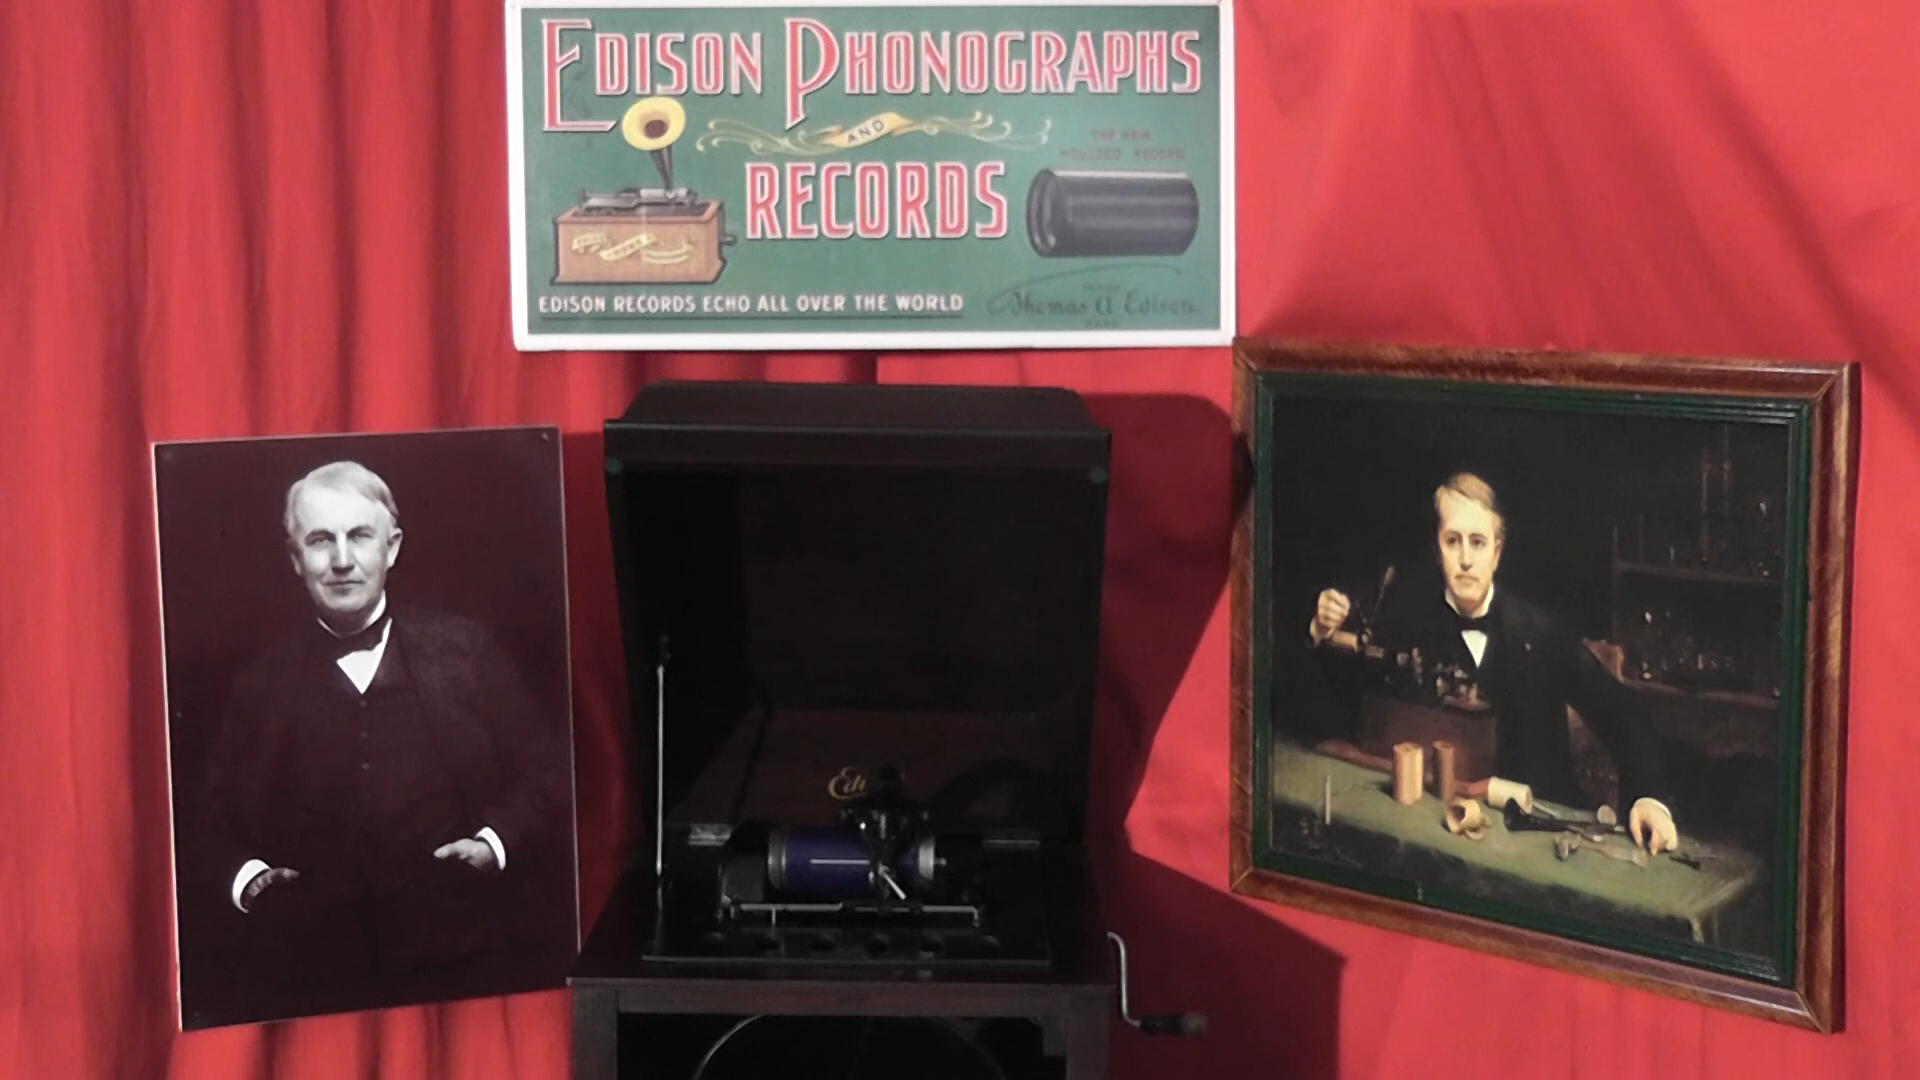 EDISON PHONOGRAPHS
AND
THE NEW
MOULDED RECORD
RECORDS
EDISON RECORDS ECHO ALL OVER THE WORLD
Thomas A Edison